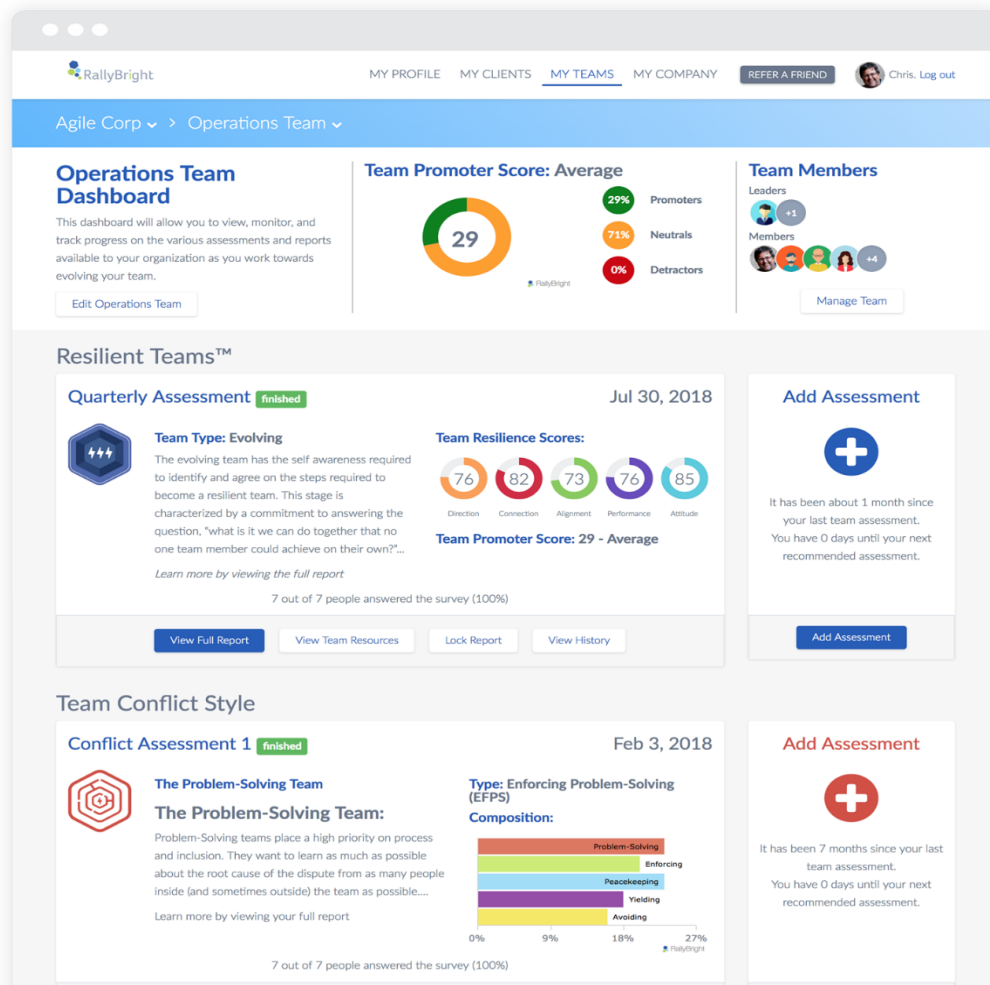 RallyBright
MY PROFILE MY CLIENTS MY TEAMS MY COMPANY REFER A FRIEND Chris. Log out
Agile Corp > Operations Team
Operations Team
Dashboard
This dashboard will allow you to view, monitor, and
track progress on the various assessments and reports
available to your organization as you work towards
evolving your team.
Edit Operations Team
Team Promoter Score: Average
29
29% Promoters
71% Neutrals
0% Detractors
RallyBright
Team Members
Leaders
+1
Members
+4
Manage Team
Resilient Teams™
Quarterly Assessment finished Jul 30, 2018
Team Type: Evolving
The evolving team has the self awareness required
to identify and agree on the steps required to
become a resilient team. This stage is
characterized by a commitment to answering the
question, "what is it we can do together that no
one team member could achieve on their own?"...
Learn more by viewing the full report
Team Resilience Scores:
76 82 73 76 85
Direction Connection Alignment Performance Attitude
Team Promoter Score: 29 - Average
7 out of 7 people answered the survey (100%)
View Full Report View Team Resources Lock Report View History
Add Assessment
It has been about 1 month since
your last team assessment.
You have 0 days until your next
recommended assessment.
Add Assessment
Team Conflict Style
Conflict Assessment 1 finished Feb 3, 2018
The Problem-Solving Team
The Problem-Solving Team:
Problem-Solving teams place a high priority on process
and inclusion. They want to learn as much as possible
about the root cause of the dispute from as many people
inside (and sometimes outside) the team as possible....
Learn more by viewing your full report
Type: Enforcing Problem-Solving
(EFPS)
Composition:
Problem-Solving
Enforcing
Peacekeeping
Yielding
Avoiding
0% 9% 18% 27%
RallyBright
7 out of 7 people answered the survey (100%)
Add Assessment
It has been 7 months since your last
team assessment.
You have 0 days until your next
recommended assessment.